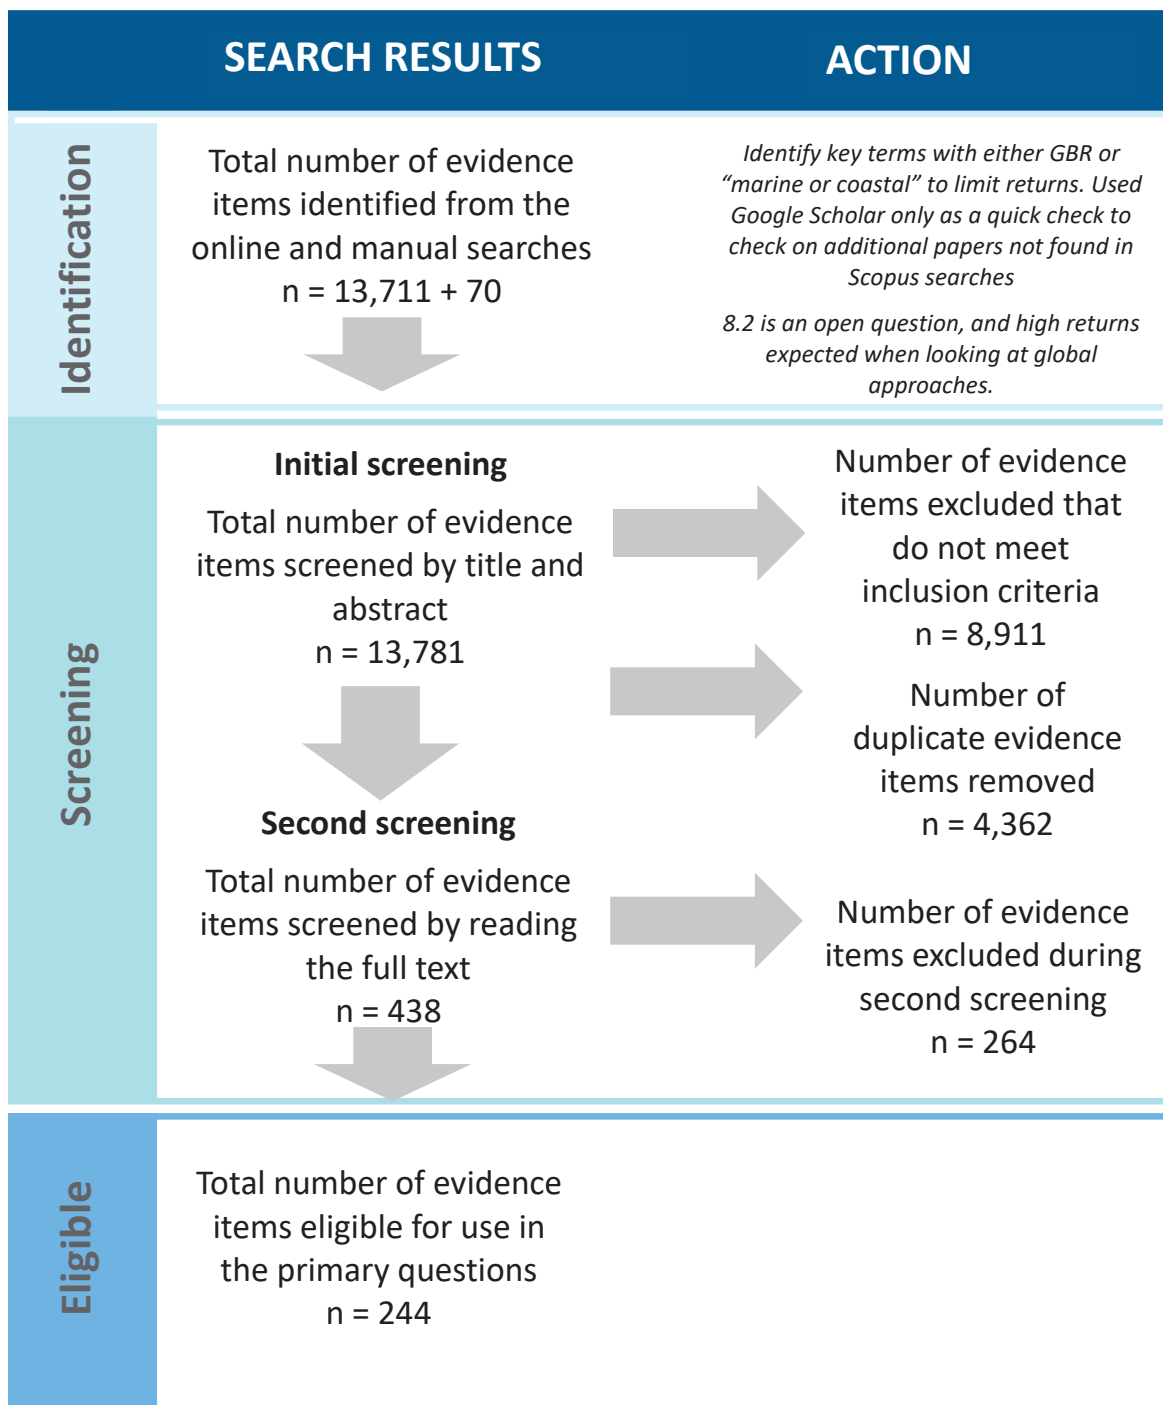 SEARCH RESULTS
ACTION
Identification
Total number of evidence
items identified from the
online and manual searches
n = 13,711 + 70
Identify key terms with either GBR or
“marine or coastal” to limit returns. Used
Google Scholar only as a quick check to
check on additional papers not found in
Scopus searches
8.2 is an open question, and high returns
expected when looking at global
approaches.
Screening
Initial screening
Total number of evidence
items screened by title and
abstract
n = 13,781
Number of evidence
items excluded that
do not meet
inclusion criteria
n = 8,911
Number of
duplicate evidence
items removed
n = 4,362
Second screening
Total number of evidence
items screened by reading
the full text
n = 438
Number of evidence
items excluded during
second screening
n = 264
Eligible
Total number of evidence
items eligible for use in
the primary questions
n = 244